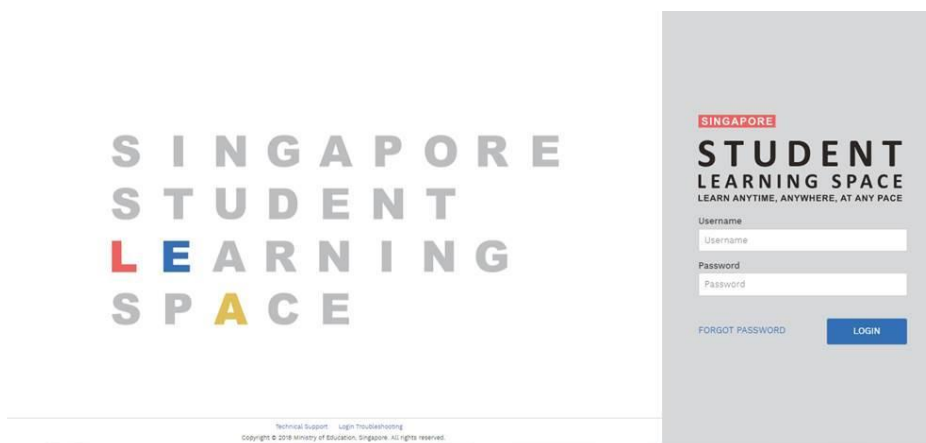 SINGAPORE
STUDENT
LEARNING
SPACE
SINGAPORE
STUDENT
LEARNING SPACE
LEARN ANYTIME, ANYWHERE, AT ANY PACE
Username
Username
Password
Password
FORGOT PASSWORD LOGIN
Technical Support Login Troubleshooting
Copyright © 2018 Ministry of Education, Singapore. All rights reserved.